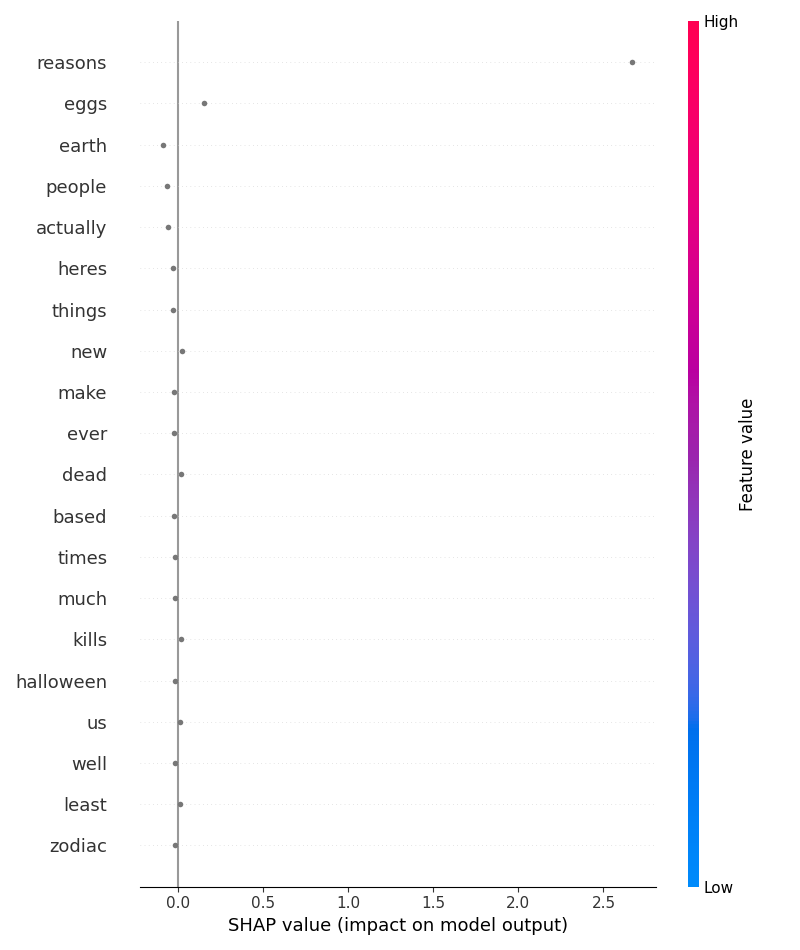 High
reasons
eggs
earth
people
actually
heres
things
new
make
ever
dead
based
times
much
kills
halloween
us
well
least
zodiac
Feature value
Low
0.0 0.5 1.0 1.5 2.0 2.5
SHAP value (impact on model output)